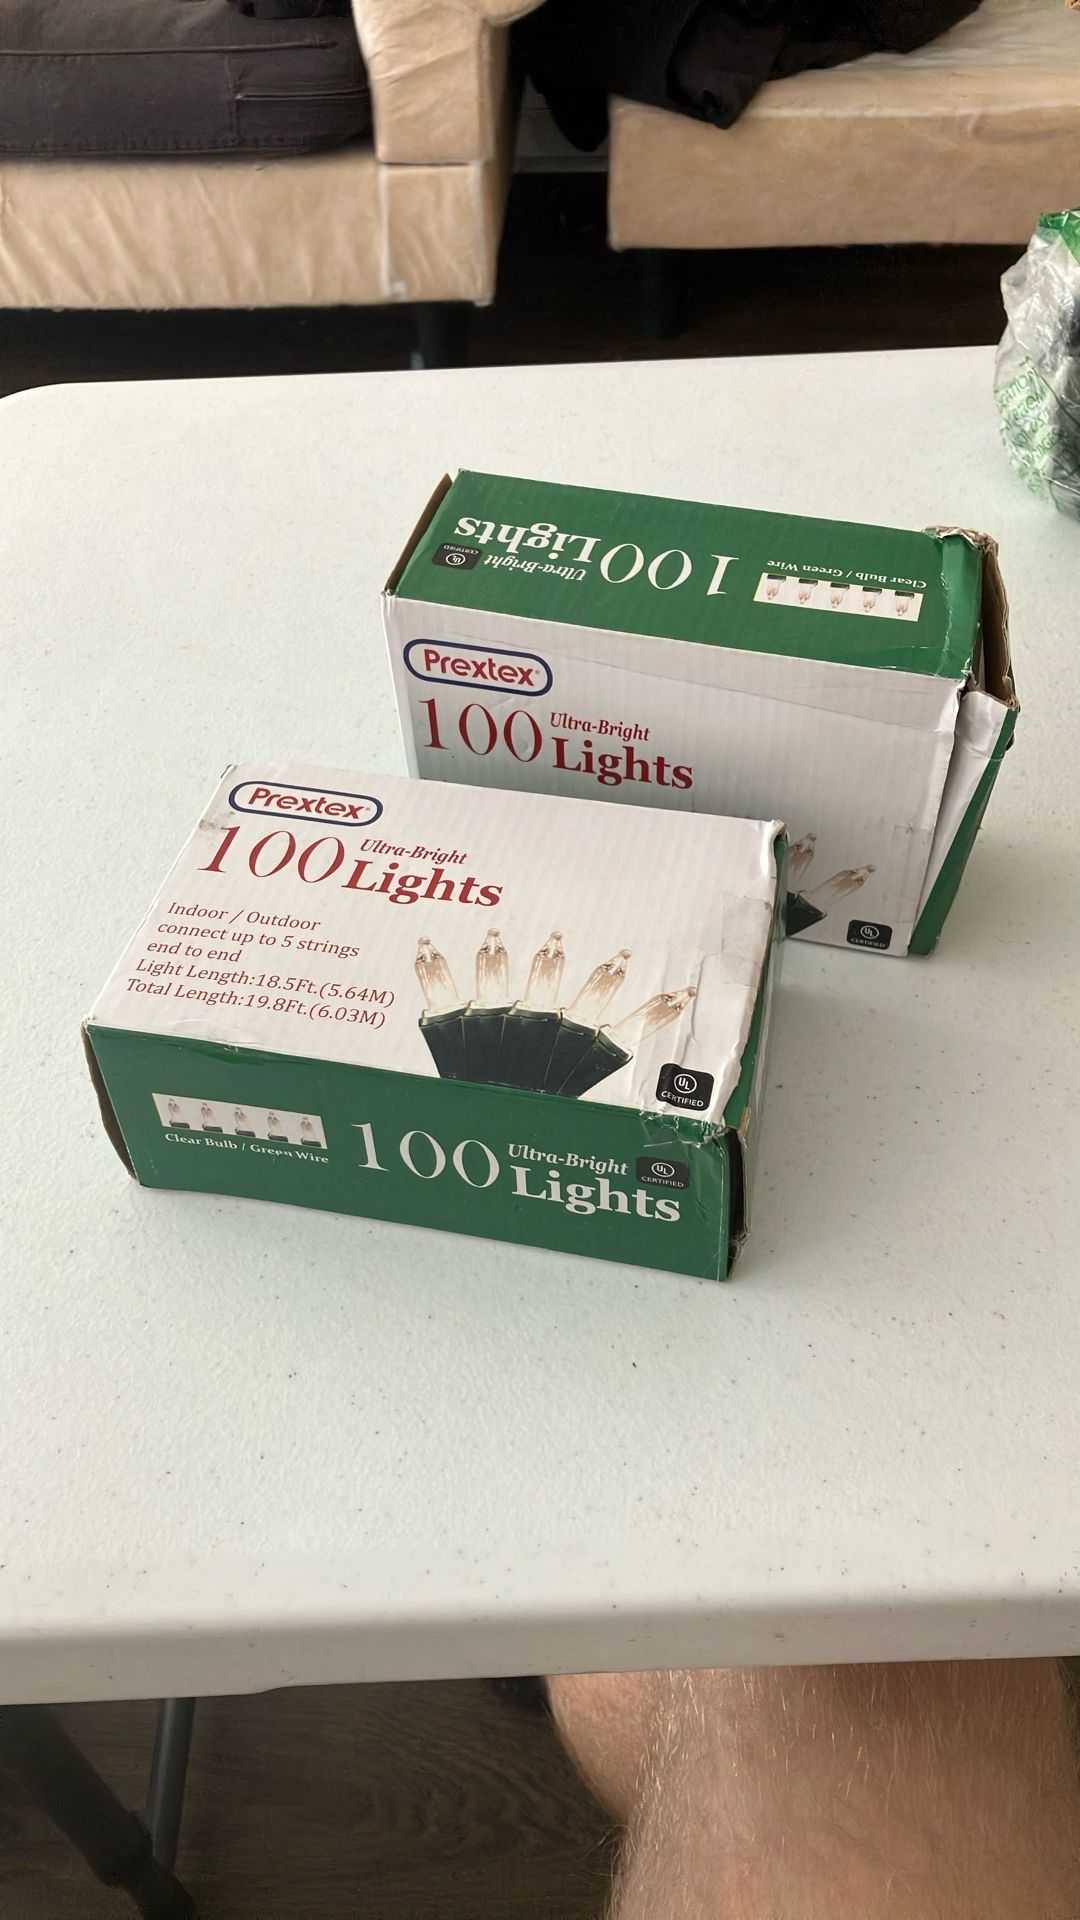 Ultra-Bright
100 Lights
UL
CERTIFIED
Clear Bulb / Green Wire
Prextex®
Ultra-Bright
100 Lights
UL
CERTIFIED
Prextex®
Ultra-Bright
100 Lights
Indoor / Outdoor
connect up to 5 strings
end to end
Light Length:18.5Ft.(5.64M)
Total Length:19.8Ft.(6.03M)
UL
CERTIFIED
Clear Bulb / Green Wire
Ultra-Bright
100 Lights
UL
CERTIFIED